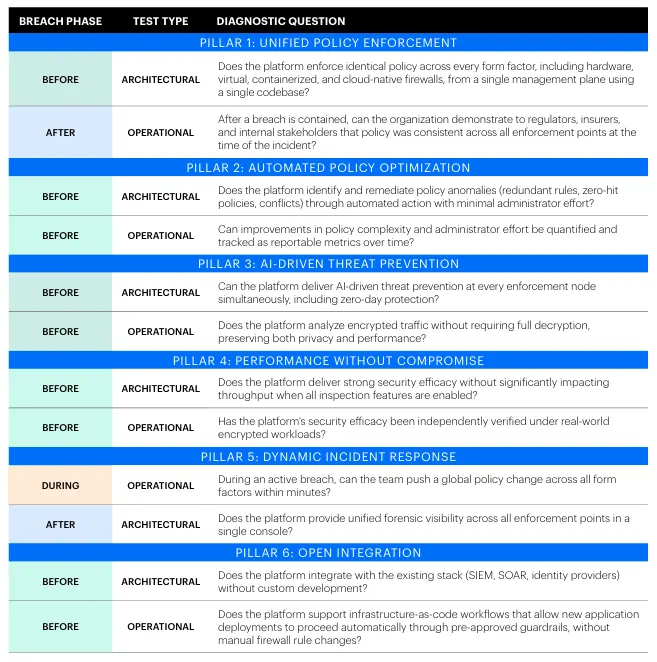 BREACH PHASE TEST TYPE DIAGNOSTIC QUESTION
PILLAR 1: UNIFIED POLICY ENFORCEMENT
BEFORE ARCHITECTURAL Does the platform enforce identical policy across every form factor, including hardware,
virtual, containerized, and cloud-native firewalls, from a single management plane using
a single codebase?
AFTER OPERATIONAL After a breach is contained, can the organization demonstrate to regulators, insurers,
and internal stakeholders that policy was consistent across all enforcement points at the
time of the incident?
PILLAR 2: AUTOMATED POLICY OPTIMIZATION
BEFORE ARCHITECTURAL Does the platform identify and remediate policy anomalies (redundant rules, zero-hit
policies, conflicts) through automated action with minimal administrator effort?
BEFORE OPERATIONAL Can improvements in policy complexity and administrator effort be quantified and
tracked as reportable metrics over time?
PILLAR 3: AI-DRIVEN THREAT PREVENTION
BEFORE ARCHITECTURAL Can the platform deliver AI-driven threat prevention at every enforcement node
simultaneously, including zero-day protection?
BEFORE OPERATIONAL Does the platform analyze encrypted traffic without requiring full decryption,
preserving both privacy and performance?
PILLAR 4: PERFORMANCE WITHOUT COMPROMISE
BEFORE ARCHITECTURAL Does the platform deliver strong security efficacy without significantly impacting
throughput when all inspection features are enabled?
BEFORE OPERATIONAL Has the platform's security efficacy been independently verified under real-world
encrypted workloads?
PILLAR 5: DYNAMIC INCIDENT RESPONSE
DURING OPERATIONAL During an active breach, can the team push a global policy change across all form
factors within minutes?
AFTER ARCHITECTURAL Does the platform provide unified forensic visibility across all enforcement points in a
single console?
PILLAR 6: OPEN INTEGRATION
BEFORE ARCHITECTURAL Does the platform integrate with the existing stack (SIEM, SOAR, identity providers)
without custom development?
BEFORE OPERATIONAL Does the platform support infrastructure-as-code workflows that allow new application
deployments to proceed automatically through pre-approved guardrails, without
manual firewall rule changes?